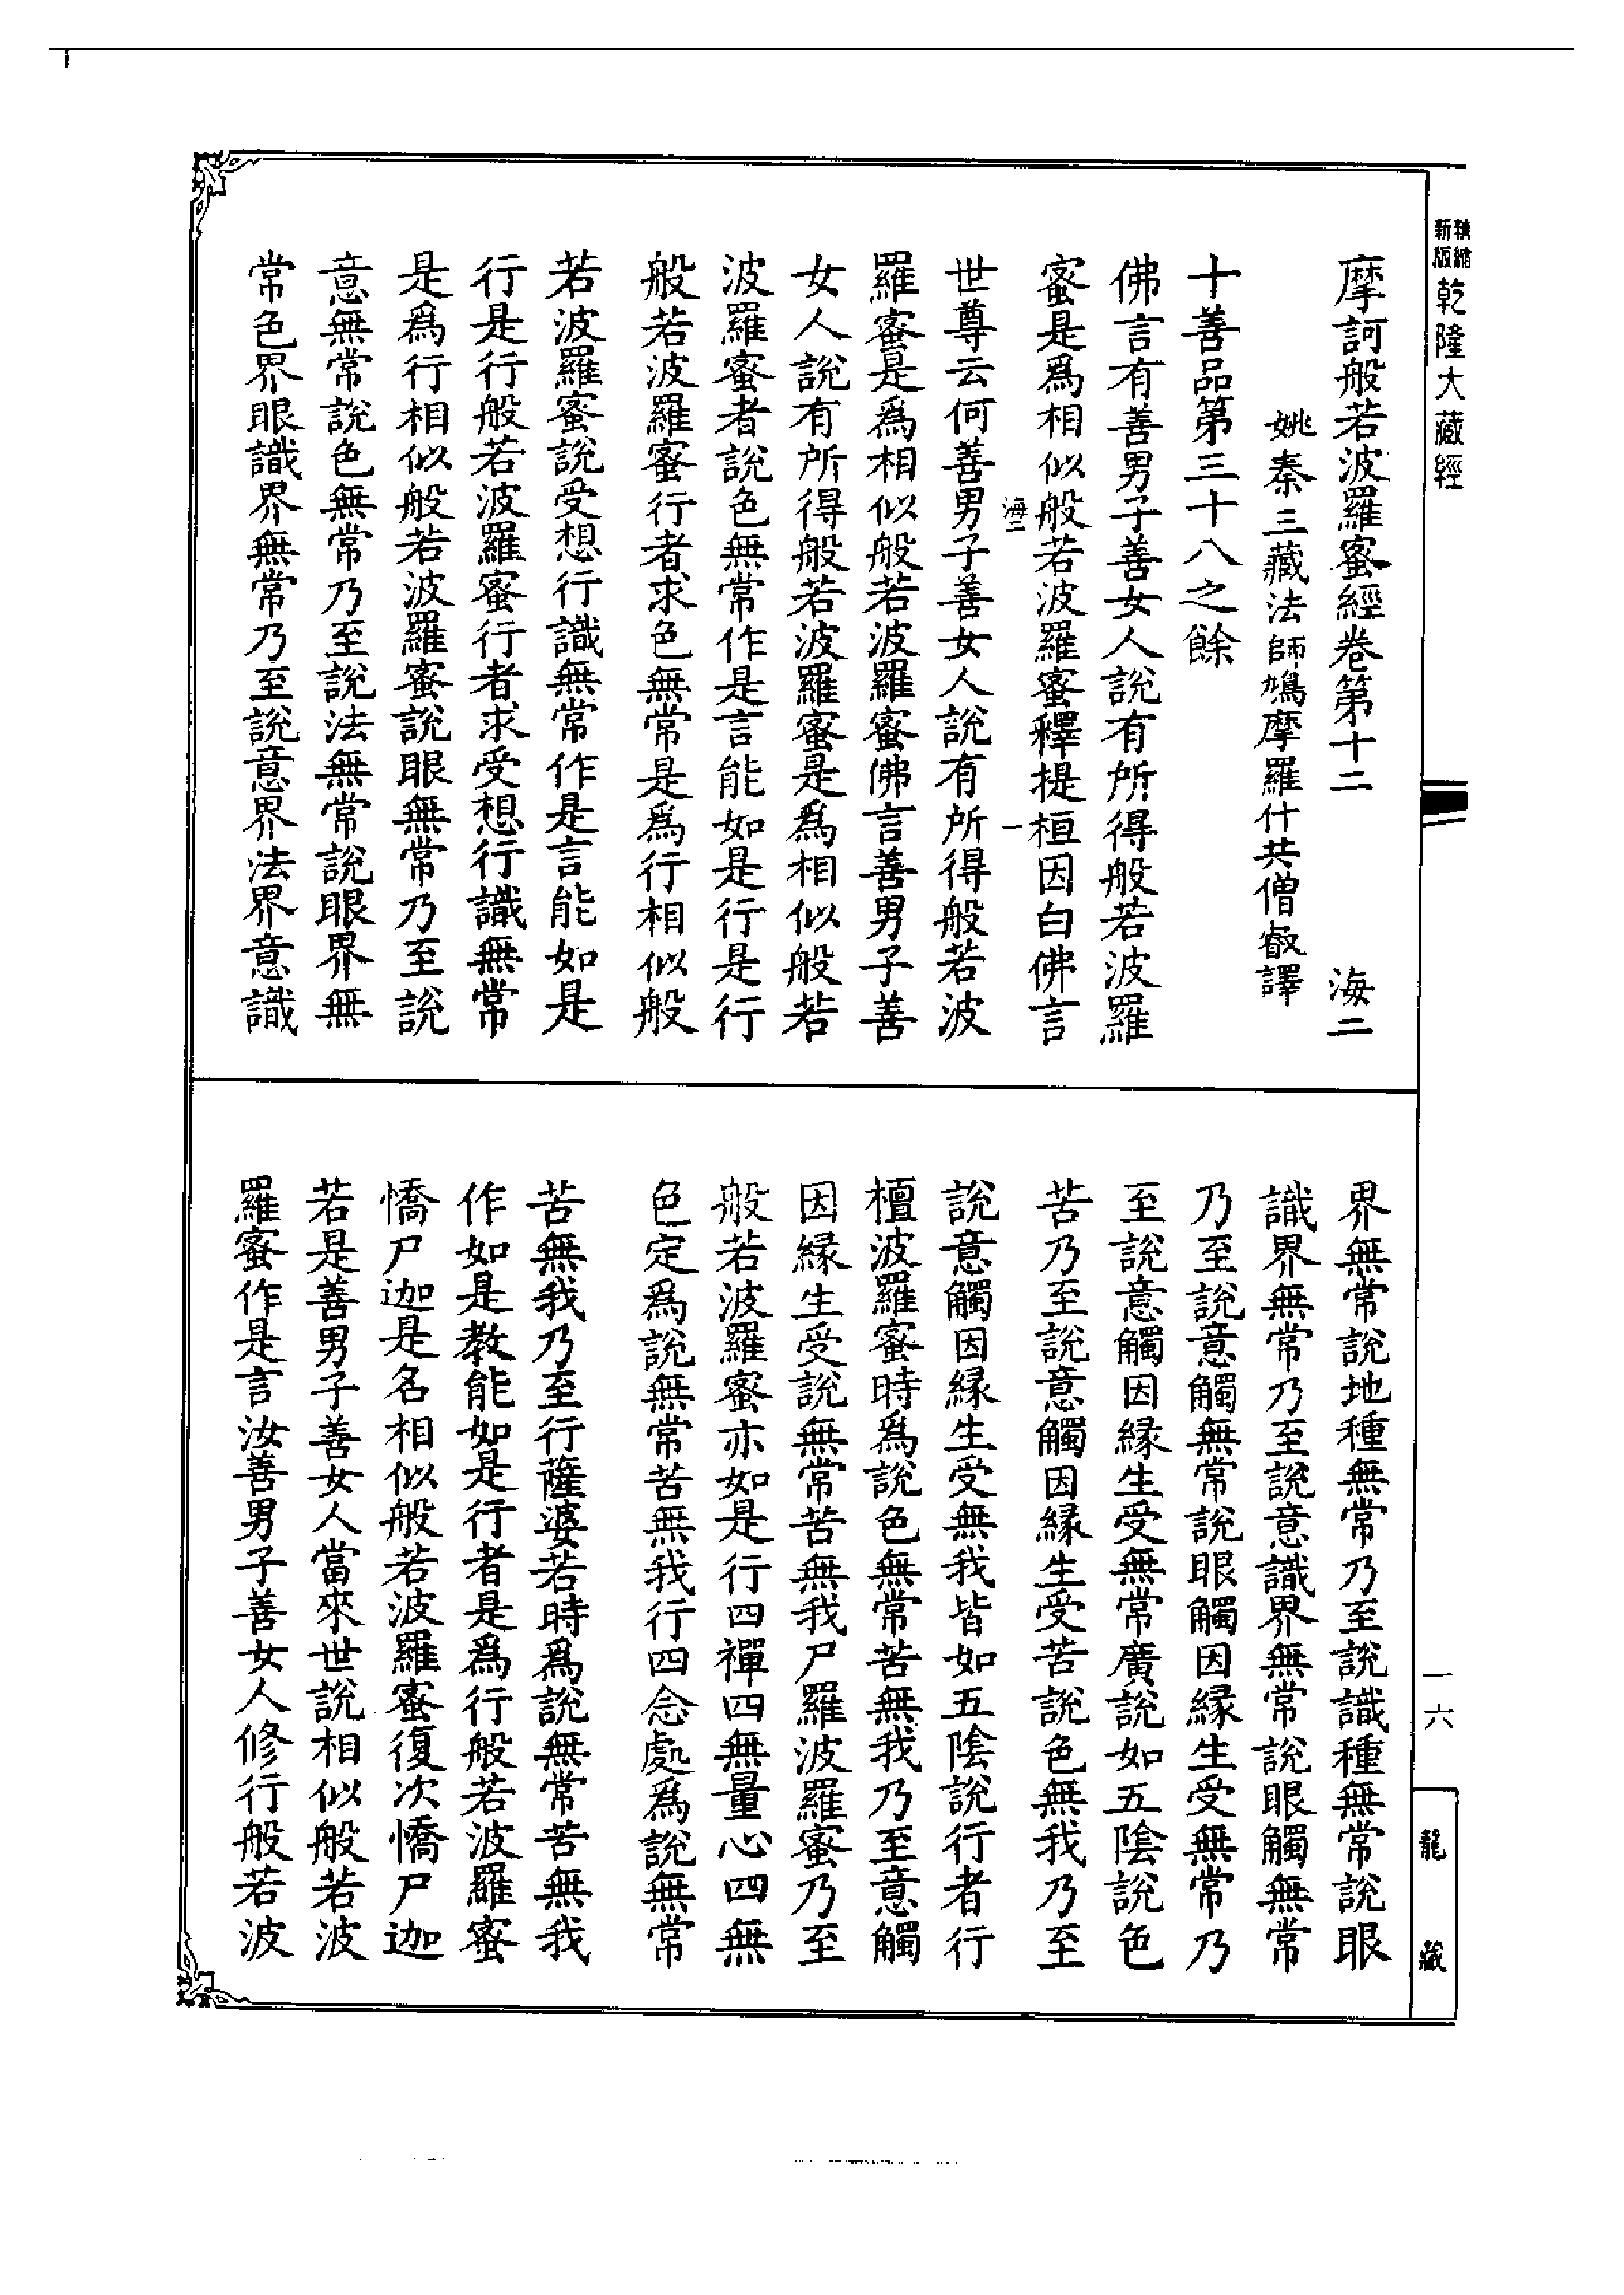 新版精縮乾隆大藏經
摩訶般若波羅蜜經卷第十二 海二
姚秦三藏法師鳩摩羅什共僧叡譯
十善品第三十八之餘
佛言有善男子善女人說有所得般若波羅
蜜是爲相似般若波羅蜜釋提桓因白佛言
海二 一
世尊云何善男子善女人說有所得般若波
羅蜜是爲相似般若波羅蜜佛言善男子善
女人說有所得般若波羅蜜是爲相似般若
波羅蜜者說色無常作是言能如是行是行
般若波羅蜜行者求色無常是爲行相似般
若波羅蜜說受想行識無常作是言能如是
行是行般若波羅蜜行者求受想行識無常
是爲行相似般若波羅蜜說眼無常乃至說
意無常說色無常乃至說法無常說眼界無
常色界眼識界無常乃至說意界法界意識
界無常說地種無常乃至說識種無常說眼
識界無常乃至說意識界無常說眼觸無常
乃至說意觸無常說眼觸因緣生受無常乃
至說意觸因緣生受無常廣說如五陰說色
苦乃至說意觸因緣生受苦說色無我乃至
說意觸因緣生受無我皆如五陰說行者行
檀波羅蜜時爲說色無常苦無我乃至意觸
因緣生受說無常苦無我尸羅波羅蜜乃至
般若波羅蜜亦如是行四禪四無量心四無
色定爲說無常苦無我行四念處爲說無常
苦無我乃至行薩婆若時爲說無常苦無我
作如是教能如是行者是爲行般若波羅蜜
憍尸迦是名相似般若波羅蜜復次憍尸迦
若是善男子善女人當來世說相似般若波
羅蜜作是言汝善男子善女人修行般若波
一六
龍藏